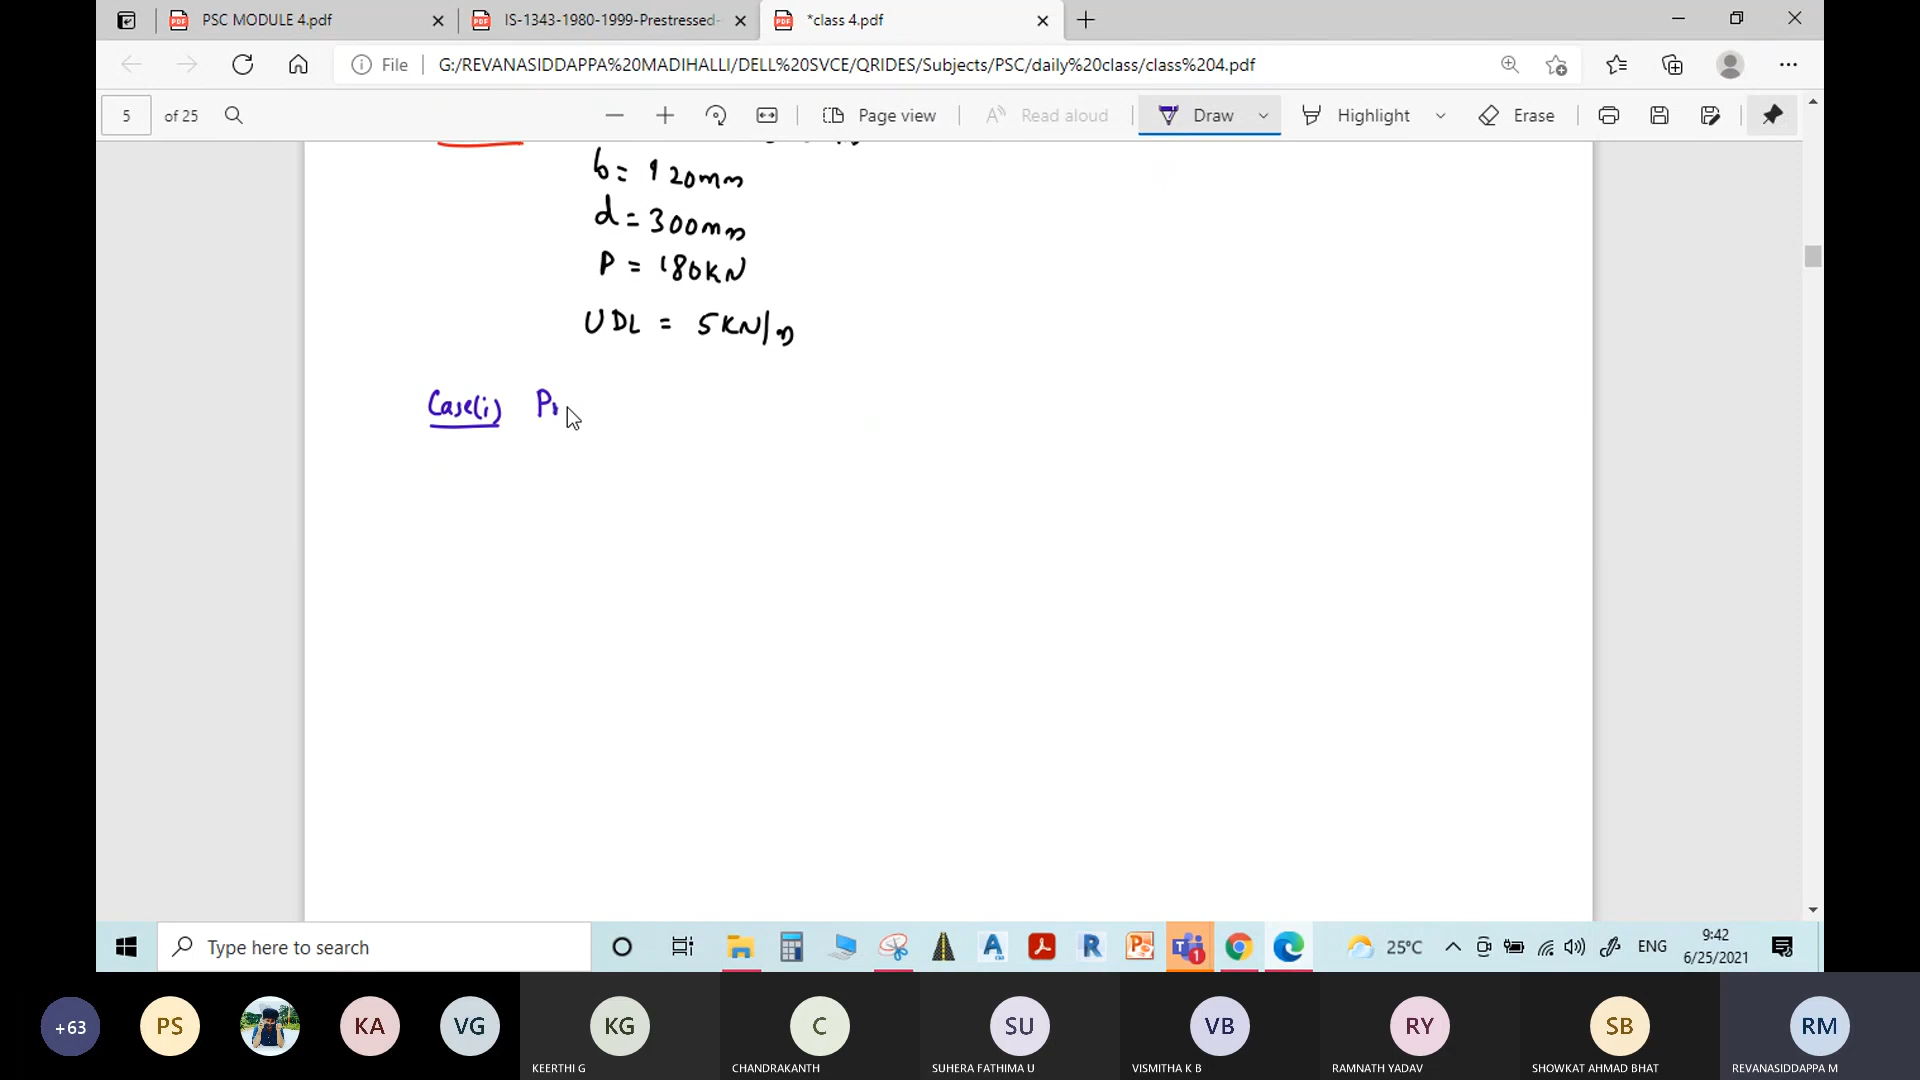 PSC MODULE 4.pdf
IS-1343-1980-1999-Prestressed-
*class 4.pdf
File
G:/REVANASIDDAPPA%20MADIHALLI/DELL%20SVCE/QRIDES/Subjects/PSC/daily%20class/class%204.pdf
5 of 25
Page view
Read aloud
Draw
Highlight
Erase
b= 120mm
d=300mm
P = 180KN
UDL = 5KN/m
Case(i)
Type here to search
25°C
ENG
9:42
6/25/2021
+63
PS
KA
VG
KG
C
SU
VB
RY
SB
RM
KEERTHI G
CHANDRAKANTH
SUHERA FATHIMA U
VISMITHA K B
RAMNATH YADAV
SHOWKAT AHMAD BHAT
REVANASIDDAPPA M